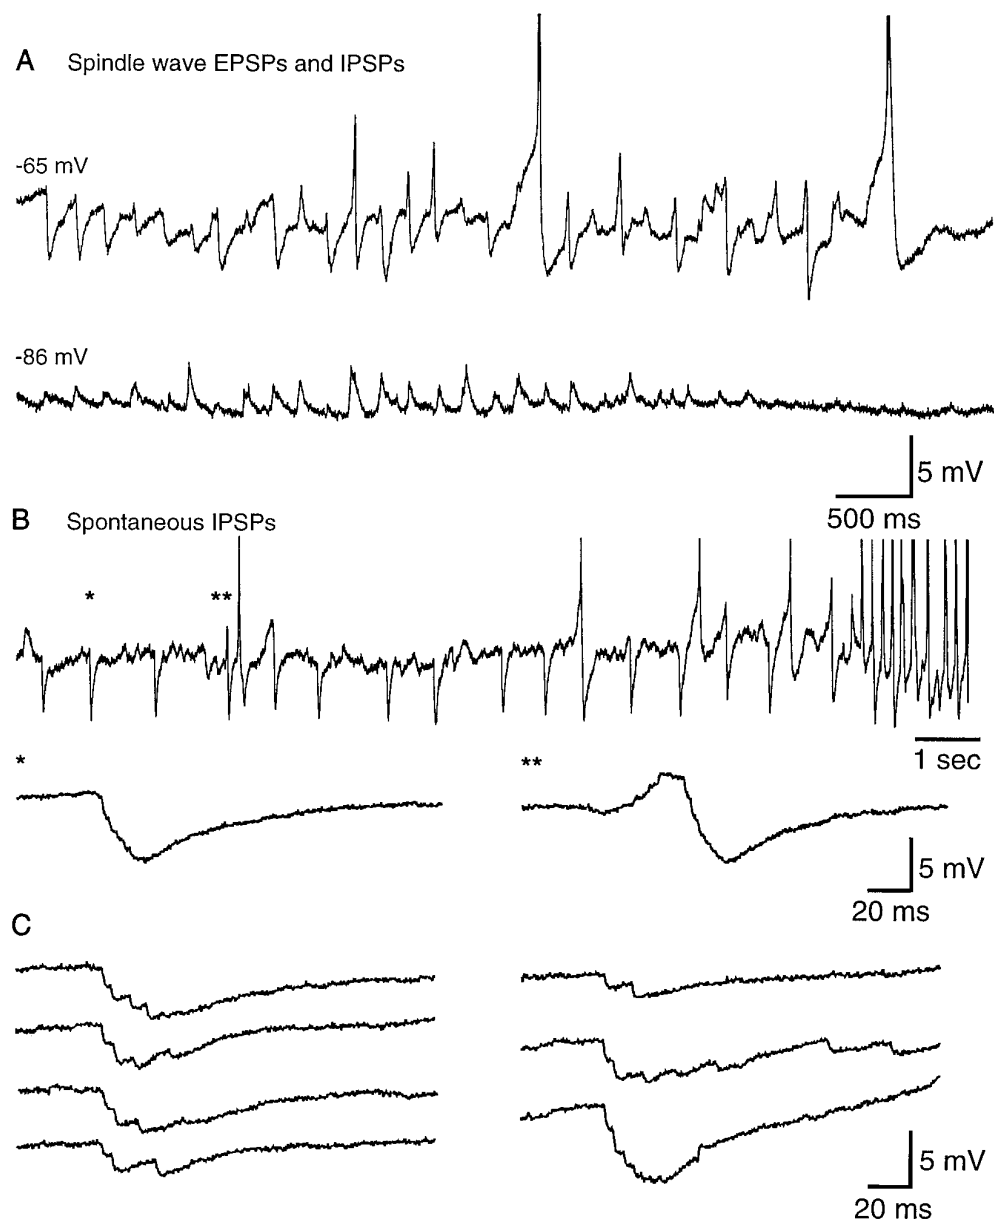 A Spindle wave EPSPs and IPSPs
-65 mV
-86 mV
5 mV
500 ms
B Spontaneous IPSPs
* **
1 sec
* **
5 mV
20 ms
C
5 mV
20 ms